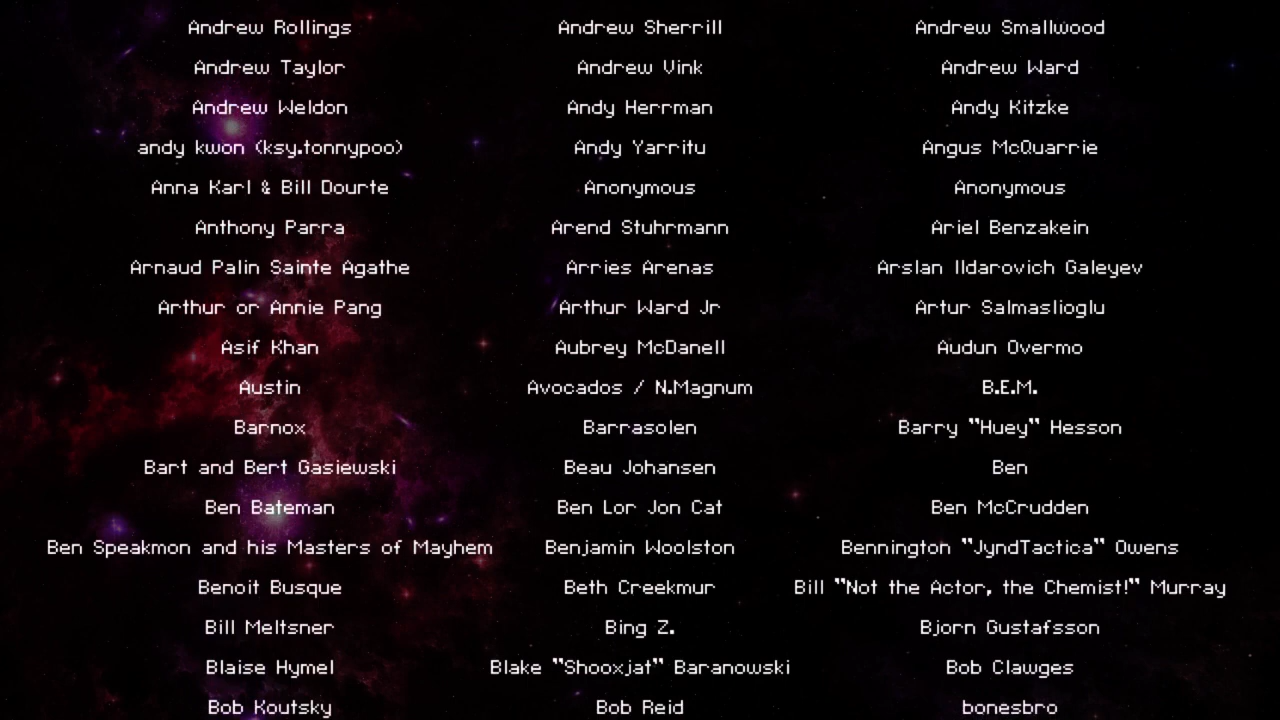 Andrew Rollings Andrew Sherrill Andrew Smallwood
Andrew Taylor Andrew Vink Andrew Ward
Andrew Weldon Andy Herrman Andy Kitzke
andy kwon (ksy.tonnypoo) Andy Yarritu Angus McQuarrie
Anna Karl & Bill Dourte Anonymous Anonymous
Anthony Parra Arend Stuhrmann Ariel Benzakein
Arnaud Palin Sainte Agathe Arries Arenas Arslan Ildarovich Galeyev
Arthur or Annie Pang Arthur Ward Jr Artur Salmaslioglu
Asif Khan Aubrey McDanell Audun Overmo
Austin Avocados / N.Magnum B.E.M.
Barnox Barrasolen Barry "Huey" Hesson
Bart and Bert Gasiewski Beau Johansen Ben
Ben Bateman Ben Lor Jon Cat Ben McCrudden
Ben Speakmon and his Masters of Mayhem Benjamin Woolston Bennington "JyndTactica" Owens
Benoit Busque Beth Creekmur Bill "Not the Actor, the Chemist!" Murray
Bill Meltsner Bing Z. Bjorn Gustafsson
Blaise Hymel Blake "Shooxjat" Baranowski Bob Clawges
Bob Koutsky Bob Reid bonesbro